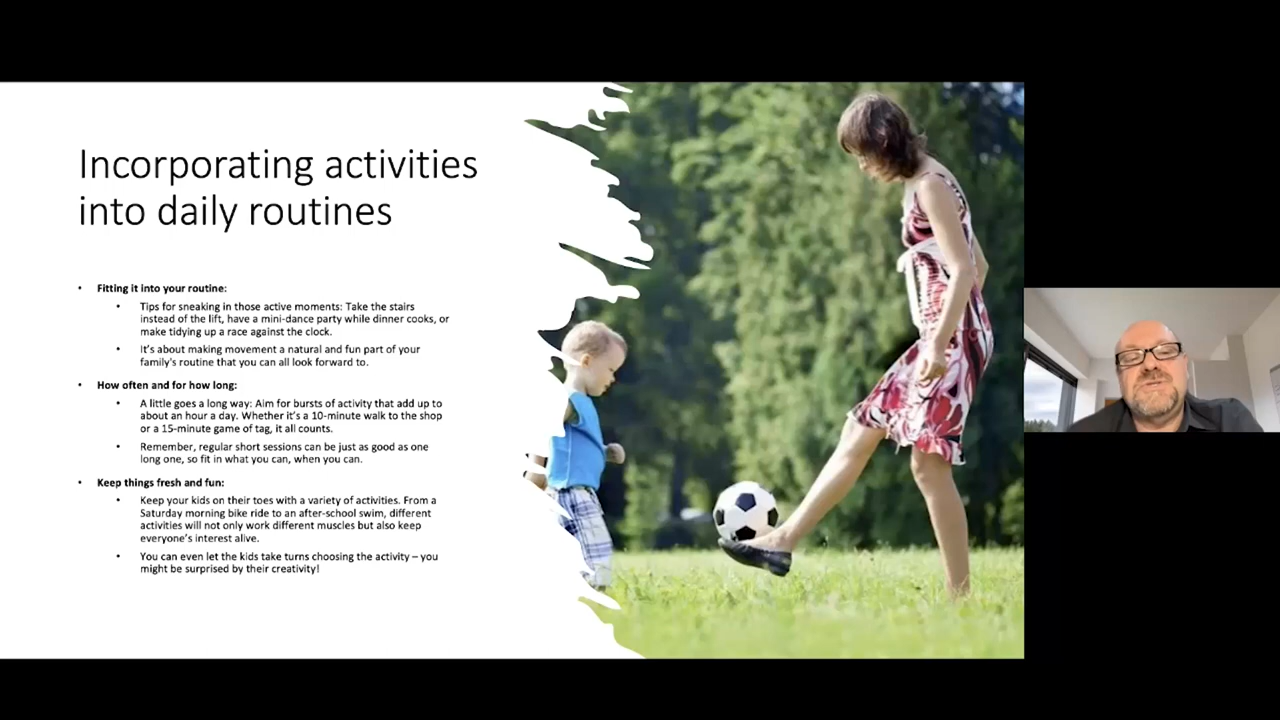 Incorporating activities
into daily routines
• Fitting it into your routine:
• Tips for sneaking in those active moments: Take the stairs
instead of the lift, have a mini-dance party while dinner cooks, or
make tidying up a race against the clock.
• It's about making movement a natural and fun part of your
family's routine that you can all look forward to.
• How often and for how long:
• A little goes a long way: Aim for bursts of activity that add up to
about an hour a day. Whether it's a 10-minute walk to the shop
or a 15-minute game of tag, it all counts.
• Remember, regular short sessions can be just as good as one
long one, so fit in what you can, when you can.
• Keep things fresh and fun:
• Keep your kids on their toes with a variety of activities. From a
Saturday morning bike ride to an after-school swim, different
activities will not only work different muscles but also keep
everyone's interest alive.
• You can even let the kids take turns choosing the activity – you
might be surprised by their creativity!